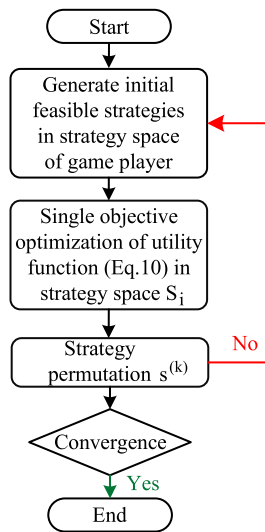 Start
Generate initial
feasible strategies
in strategy space
of game player
Single objective
optimization of utility
function (Eq.10) in
strategy space Sᵢ
Strategy
permutation s⁽ᵏ⁾
No
Convergence
Yes
End